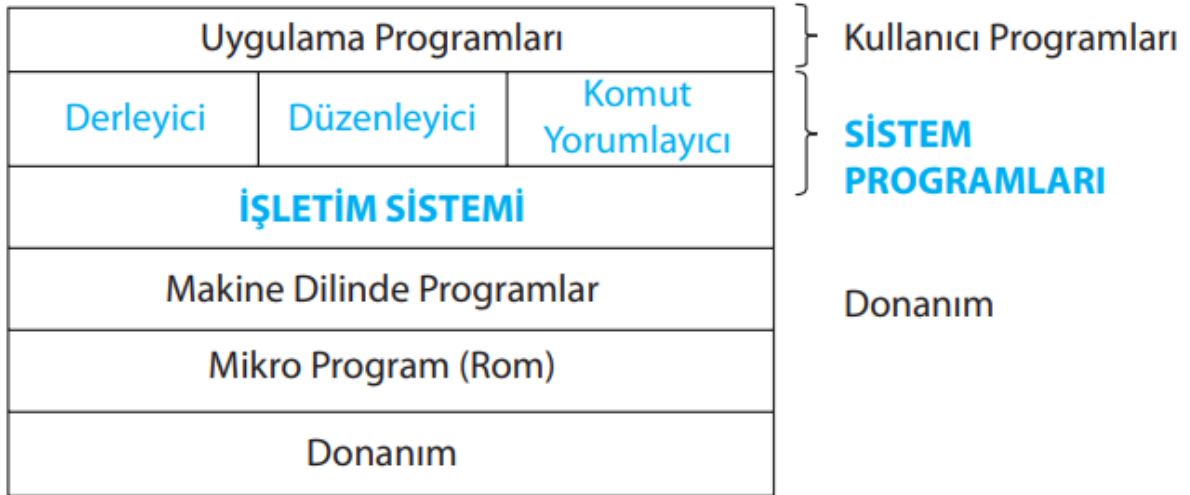 Uygulama Programları
Kullanıcı Programları
Derleyici
Düzenleyici
Komut
Yorumlayıcı
SİSTEM
PROGRAMLARI
İŞLETİM SİSTEMİ
Makine Dilinde Programlar
Donanım
Mikro Program (Rom)
Donanım